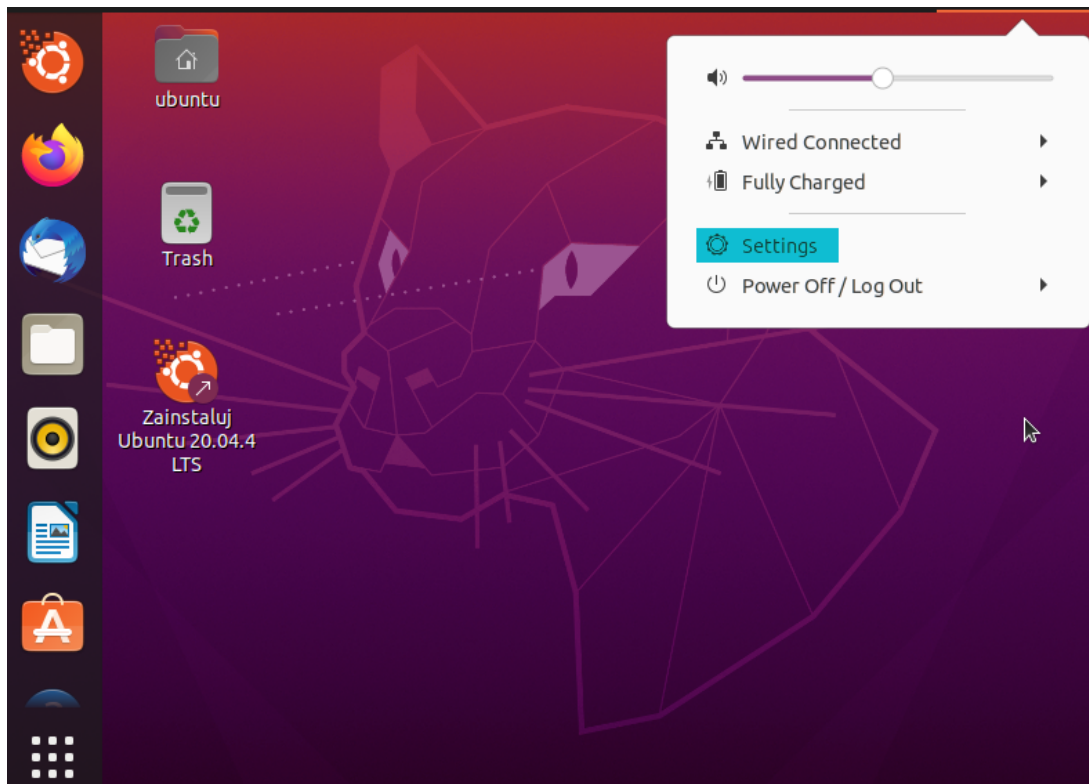 ubuntu
Trash
Zainstaluj
Ubuntu 20.04.4
LTS
Wired Connected
Fully Charged
Settings
Power Off / Log Out